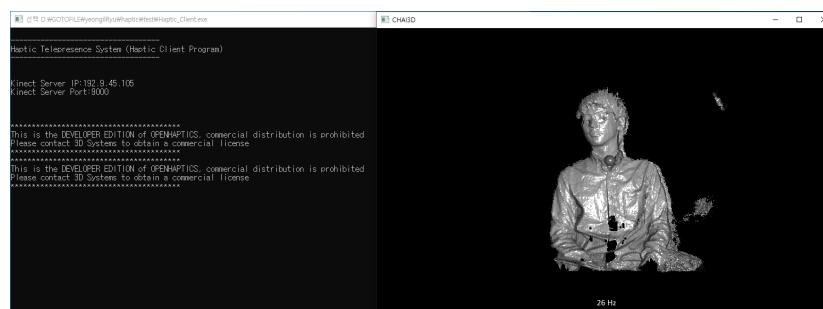 선택 D:₩GOTOFILE₩yeongilRyu₩haptic₩test₩Haptic_Client.exe
------------------------------------
Haptic Telepresence System (Haptic Client Program)
------------------------------------
Kinect Server IP:192.9.45.105
Kinect Server Port:9000
****************************************
This is the DEVELOPER EDITION of OPENHAPTICS, commercial distribution is prohibited
Please contact 3D Systems to obtain a commercial license
****************************************
****************************************
This is the DEVELOPER EDITION of OPENHAPTICS, commercial distribution is prohibited
Please contact 3D Systems to obtain a commercial license
****************************************
CHAI3D
26 Hz